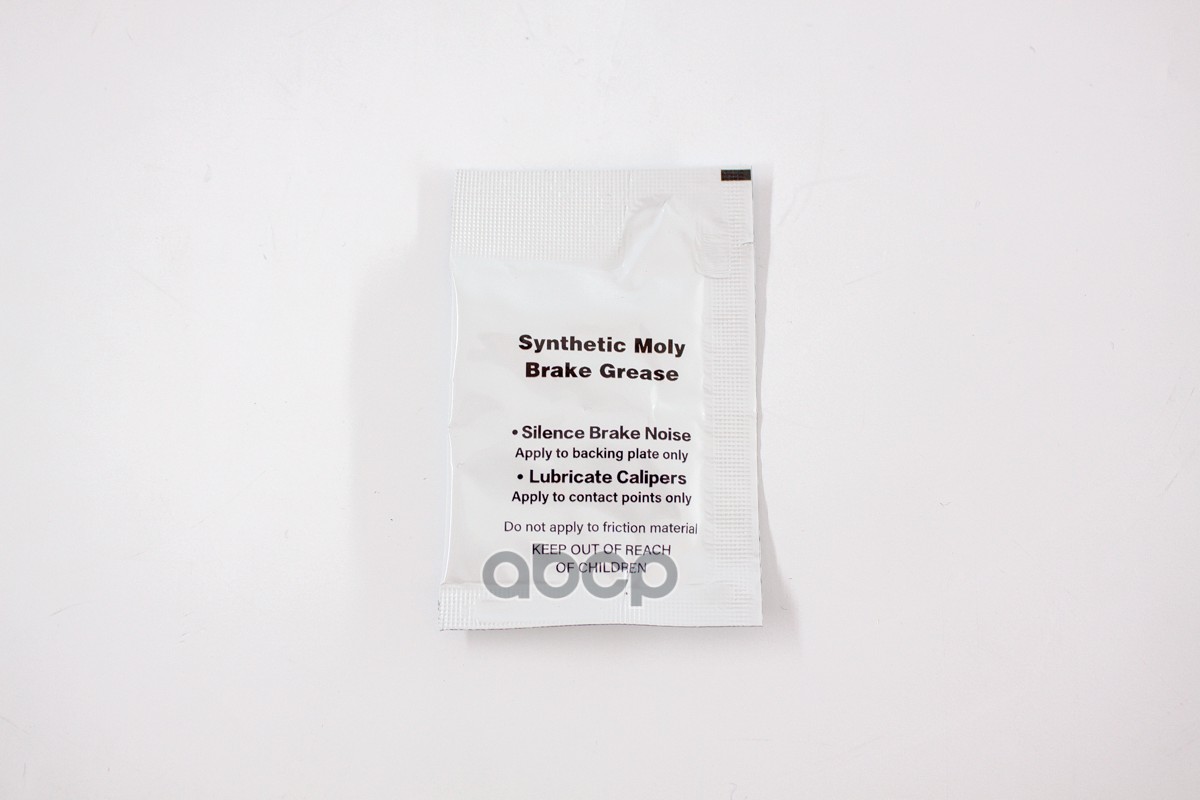 Synthetic Moly
Brake Grease
• Silence Brake Noise
Apply to backing plate only
• Lubricate Calipers
Apply to contact points only
Do not apply to friction material
KEEP OUT OF REACH
OF CHILDREN
abcp